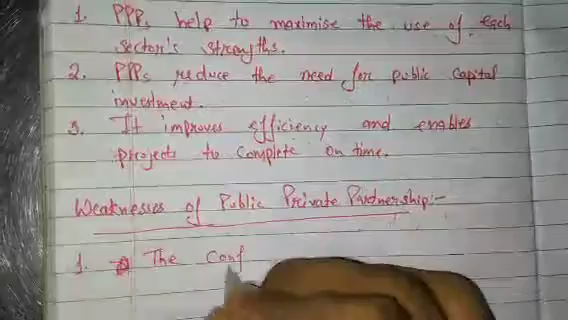 1. PPPs help to maximise the use of each
sector's strengths.
2. PPPs reduce the need for public capital
investment.
3. It improves efficiency and enables
projects to complete on time.
Weaknesses of Public Private Partnership:-
1. The Conf